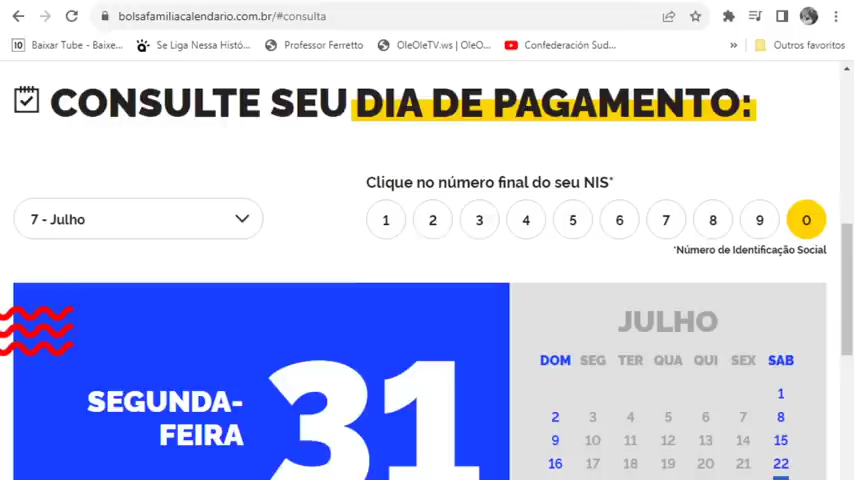 bolsafamiliacalendario.com.br/#consulta
10 Baixar Tube - Baixe... Se Liga Nessa Histó... Professor Ferretto OleOleTV.ws | OleO... Confederación Sud... » Outros favoritos
CONSULTE SEU DIA DE PAGAMENTO:
Clique no número final do seu NIS*
7 - Julho
1 2 3 4 5 6 7 8 9 0
*Número de Identificação Social
SEGUNDA-
FEIRA
31
JULHO
DOM SEG TER QUA QUI SEX SAB
1
2 3 4 5 6 7 8
9 10 11 12 13 14 15
16 17 18 19 20 21 22